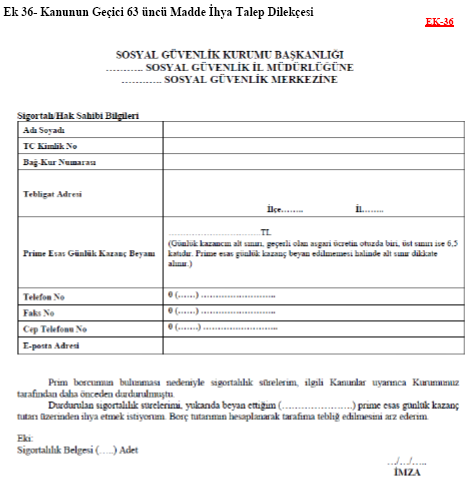 Ek 36- Kanunun Geçici 63 üncü Madde İhya Talep Dilekçesi
EK-36
SOSYAL GÜVENLİK KURUMU BAŞKANLIĞI
............ SOSYAL GÜVENLİK İL MÜDÜRLÜĞÜNE
............. SOSYAL GÜVENLİK MERKEZİNE
Sigortalı/Hak Sahibi Bilgileri
Adı Soyadı
TC Kimlik No
Bağ-Kur Numarası
Tebligat Adresi
İlçe........ İL........
Prime Esas Günlük Kazanç Beyanı
..............................TL
(Günlük kazancın alt sınırı, geçerli olan asgari ücretin otuzda biri, üst sınırı ise 6,5
katıdır. Prime esas günlük kazanç beyan edilmemesi halinde alt sınır dikkate
alınır.)
Telefon No 0 (.......) ..........................
Faks No 0 (.......) ..........................
Cep Telefonu No 0 (.......) ..........................
E-posta Adresi
Prim borcumun bulunması nedeniyle sigortalılık sürelerim, ilgili Kanunlar uyarınca Kurumunuz
tarafından daha önceden durdurulmuştu.
Durdurulan sigortalılık sürelerimi, yukarıda beyan ettiğim (......................) prime esas günlük kazanç
tutarı üzerinden ihya etmek istiyorum. Borç tutarımın hesaplanarak tarafıma tebliğ edilmesini arz ederim.
Eki:
Sigortalılık Belgesi (.....) Adet
.../.../.....
İMZA